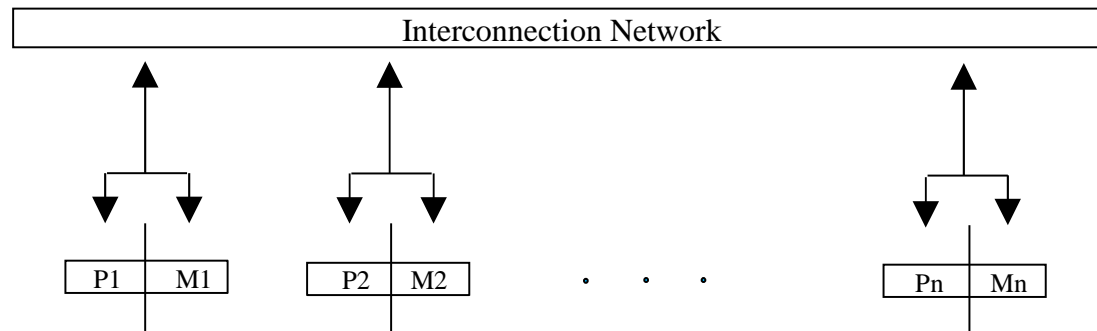 Interconnection Network
P1 M1 P2 M2 . . . Pn Mn